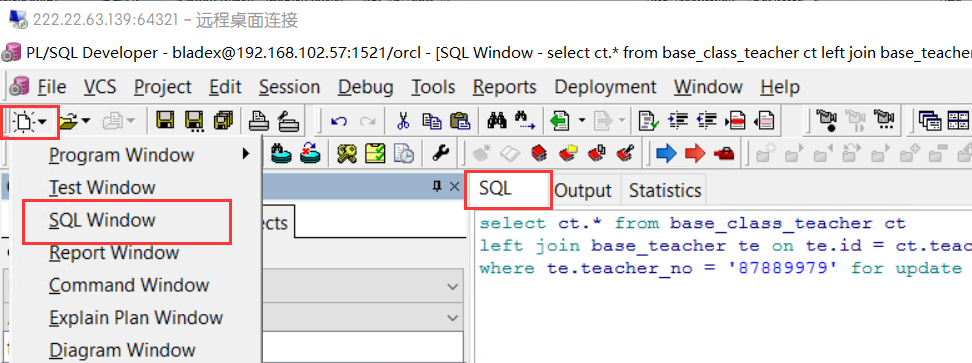 222.22.63.139:64321 – 远程桌面连接
PL/SQL Developer - bladex@192.168.102.57:1521/orcl - [SQL Window - select ct.* from base_class_teacher ct left join base_teache
File VCS Project Edit Session Debug Tools Reports Deployment Window Help
Program Window
Test Window
SQL Window
Report Window
Command Window
Explain Plan Window
Diagram Window
ects
SQL Output Statistics
select ct.* from base_class_teacher ct
left join base_teacher te on te.id = ct.teac
where te.teacher_no = '87889979' for update